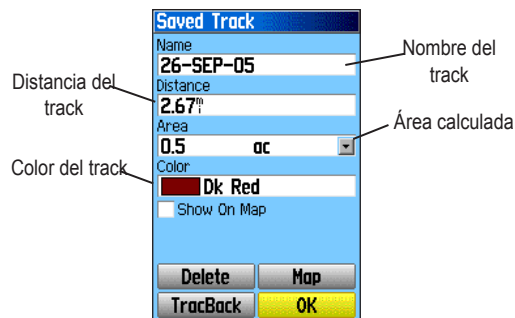 Saved Track
Name
26-SEP-05
Nombre del
track
Distance
2.67mi
Distancia del
track
Area
0.5 ac
Área calculada
Color
Dk Red
Color del track
Show On Map
Delete Map
TracBack OK